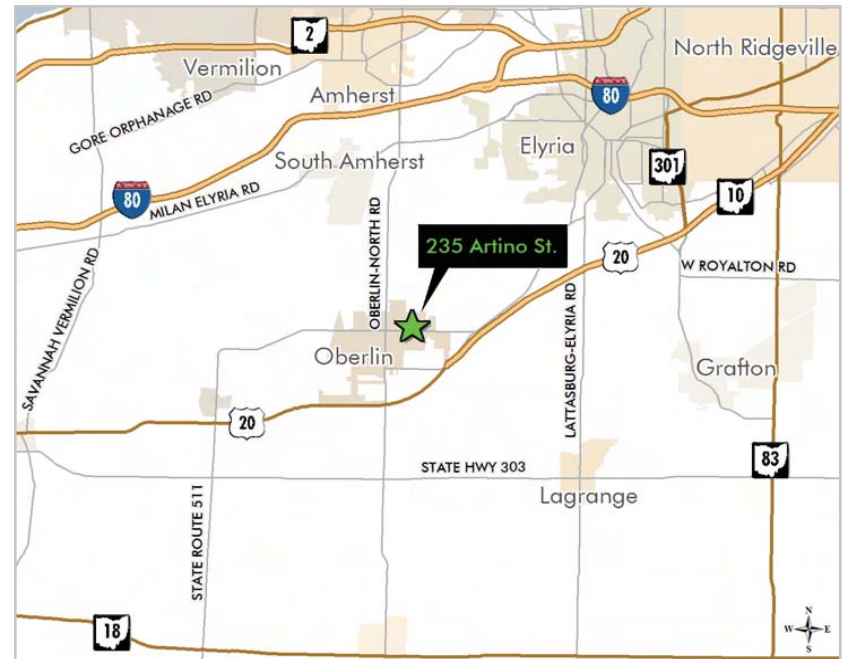 2
North Ridgeville
Vermilion
80
Amherst
GORE ORPHANAGE RD
Elyria
South Amherst
301
80
MILAN ELYRIA RD
10
OBERLIN-NORTH RD
235 Artino St.
20
W ROYALTON RD
SAVANNAH VERMILION RD
LATTASBURG-ELYRIA RD
Oberlin
Grafton
20
STATE HWY 303
83
Lagrange
STATE ROUTE 511
18
N
W E
S